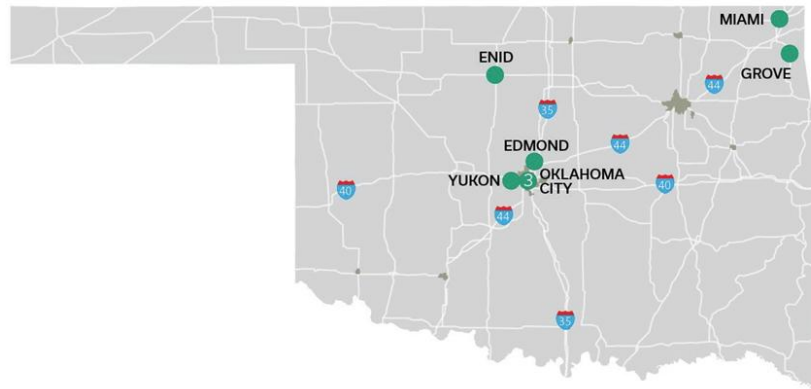 MIAMI
GROVE
ENID
44
35
EDMOND
44
YUKON
3
OKLAHOMA
CITY
40
40
44
35